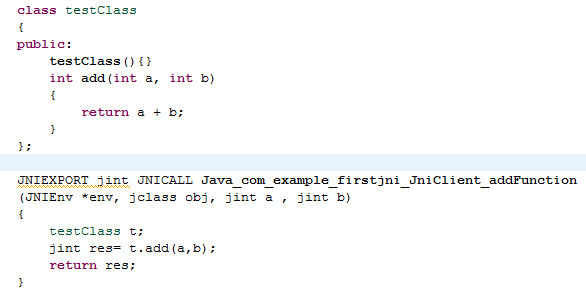 class testClass
{
public:
    testClass(){}
    int add(int a, int b)
    {
        return a + b;
    }
};
JNIEXPORT jint JNICALL Java_com_example_firstjni_JniClient_addFunction
(JNIEnv *env, jclass obj, jint a , jint b)
{
    testClass t;
    jint res= t.add(a,b);
    return res;
}